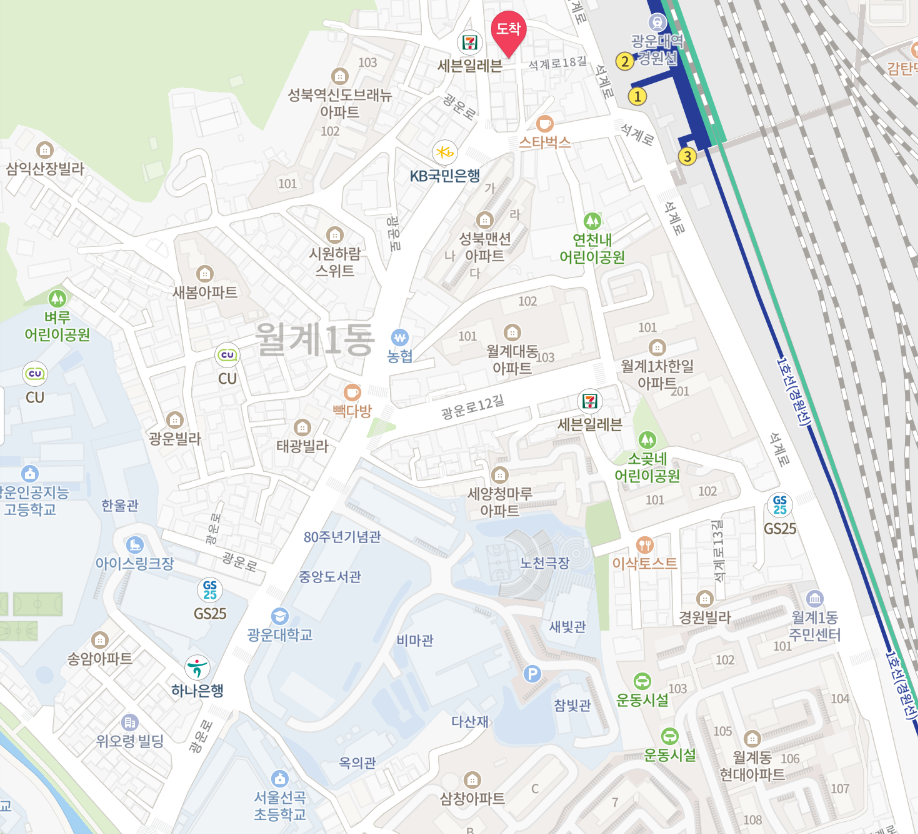 석계로
도착
광운대역
경원선
2
1
3
감탄
세븐일레븐
석계로18길
석계로
103
성북역신도브래뉴
아파트
102
101
광운로
스타벅스
석계로
삼익산장빌라
KB국민은행
가
라
성북맨션
아파트
나
다
석계로
연천내
어린이공원
광운로
시원하람
스위트
새봄아파트
벼루
어린이공원
월계1동
농협
102
101
월계대동
아파트
103
101
월계1차한일
아파트
201
1호선(경원선)
CU
CU
CU
CU
빽다방
광운로12길
세븐일레븐
광운빌라
태광빌라
소곶네
어린이공원
석계로
101
102
세양청마루
아파트
운인공지능
고등학교
한울관
GS
25
GS25
80주년기념관
광운로
광운로
아이스링크장
노천극장
이삭토스트
석계로13길
중앙도서관
GS
25
GS25
광운대학교
비마관
새빛관
경원빌라
월계1동
주민센터
송암아파트
하나은행
P
참빛관
102
101
103
104
운동시설
1호선(경원선)
위오령 빌딩
광운로
다산재
옥의관
운동시설
105
월계동
현대아파트
106
107
108
서울선곡
초등학교
삼창아파트
C
B
7
교